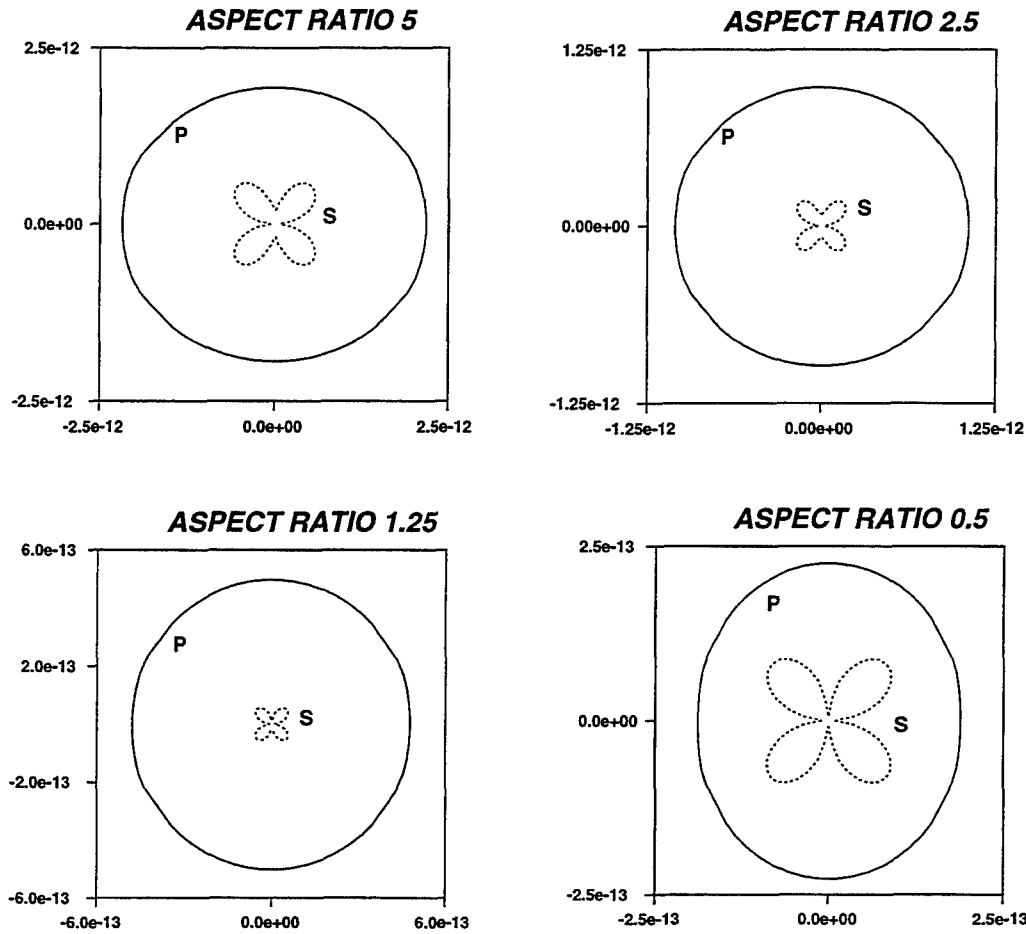 ASPECT RATIO 5
2.5e-12
P
S
0.0e+00
-2.5e-12
-2.5e-12 0.0e+00 2.5e-12
ASPECT RATIO 2.5
1.25e-12
P
S
0.00e+00
-1.25e-12
-1.25e-12 0.00e+00 1.25e-12
ASPECT RATIO 1.25
6.0e-13
P
2.0e-13
S
-2.0e-13
-6.0e-13
-6.0e-13 0.0e+00 6.0e-13
ASPECT RATIO 0.5
2.5e-13
P
0.0e+00
S
-2.5e-13
-2.5e-13 0.0e+00 2.5e-13